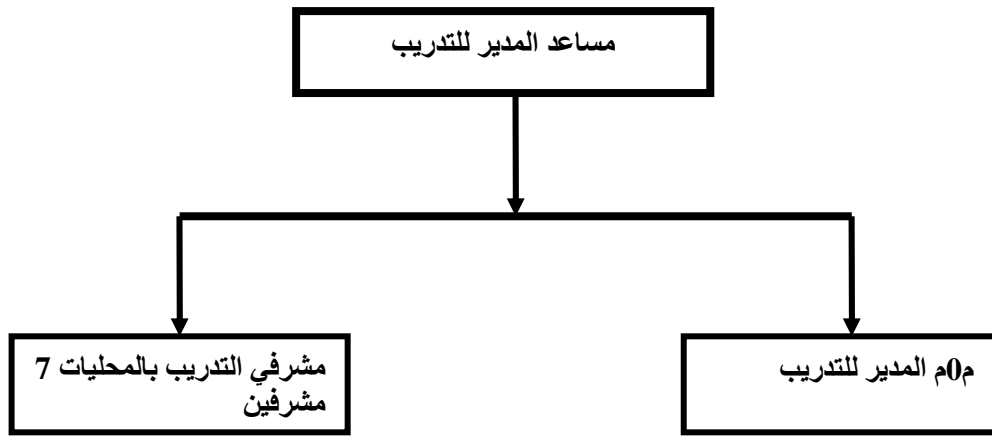 مساعد المدير للتدريب
م0م المدير للتدريب
مشرفي التدريب بالمحليات 7
مشرفين